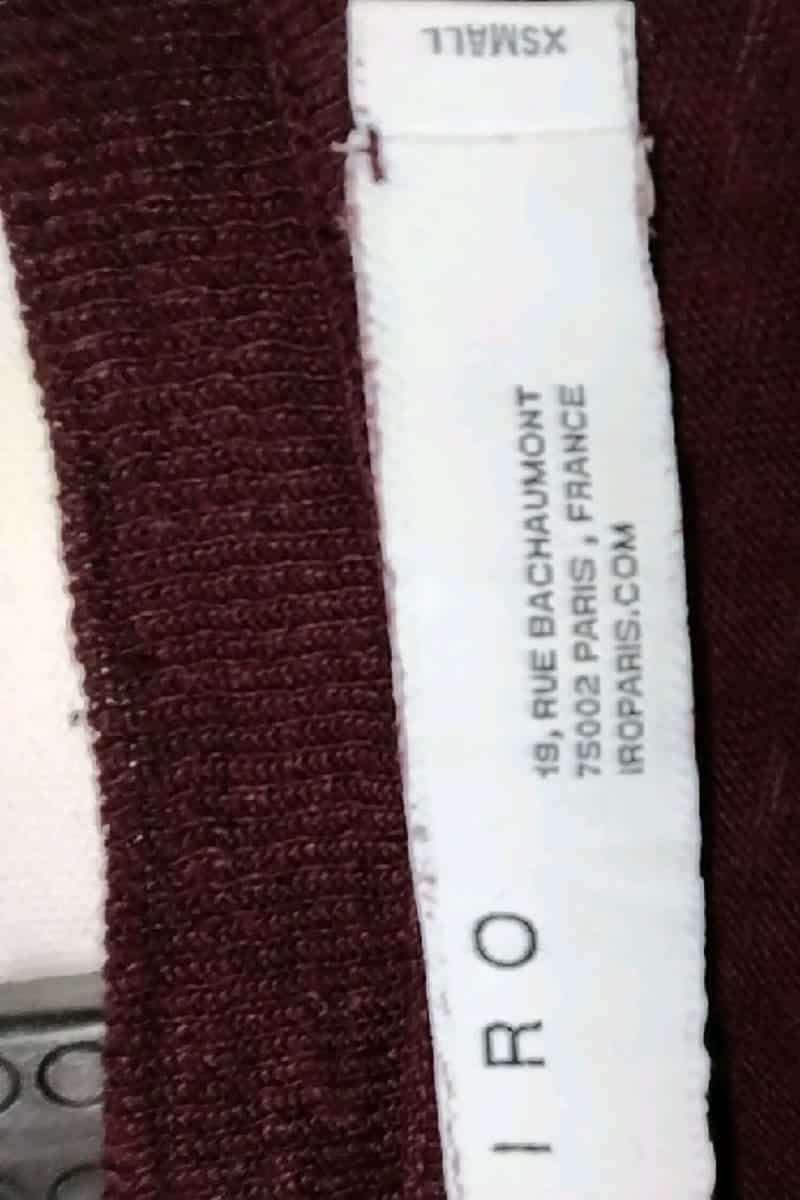 IRO
19, RUE BACHAUMONT
75002 PARIS , FRANCE
IROPARIS.COM
XSMALL